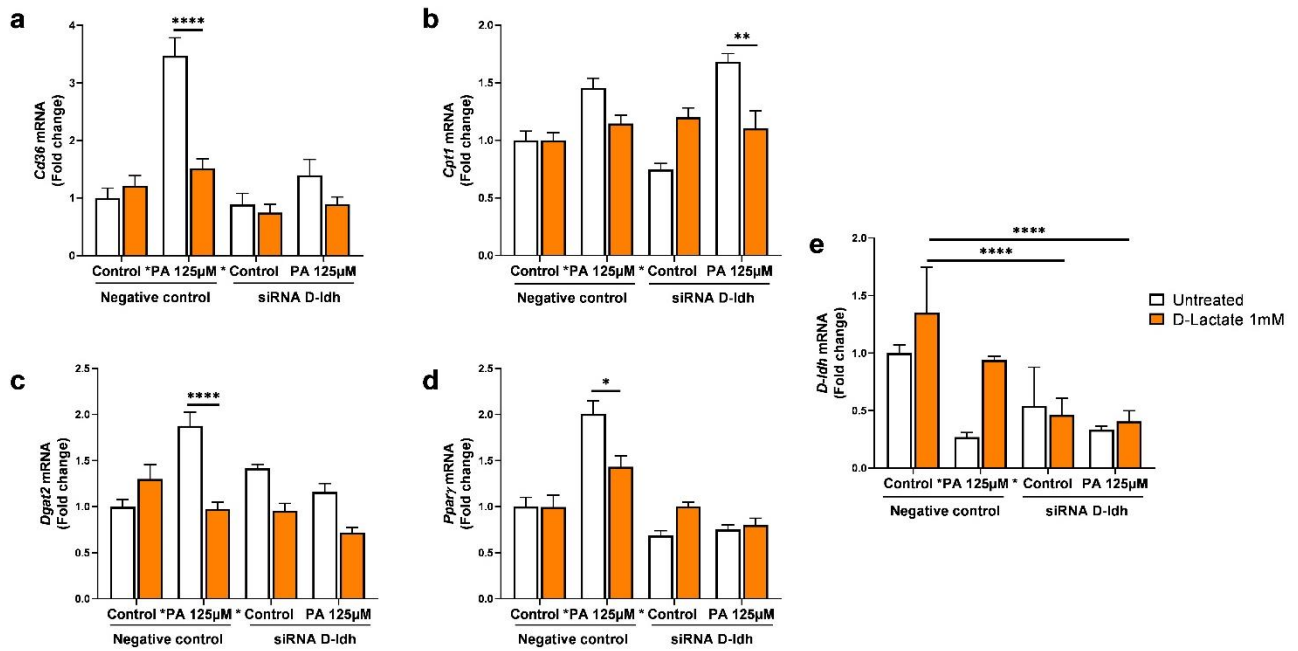 a
Cd36 mRNA
(Fold change)
4
3
2
1
0
****
Control *PA 125µM * Control PA 125µM
Negative control siRNA D-ldh
b
Cpt1 mRNA
(Fold change)
2.0
1.5
1.0
0.5
0.0
**
Control *PA 125µM * Control PA 125µM
Negative control siRNA D-ldh
c
Dgat2 mRNA
(Fold change)
2.5
2.0
1.5
1.0
0.5
0.0
****
Control *PA 125µM * Control PA 125µM
Negative control siRNA D-ldh
d
Pparγ mRNA
(Fold change)
2.5
2.0
1.5
1.0
0.5
0.0
*
Control *PA 125µM * Control PA 125µM
Negative control siRNA D-ldh
e
D-ldh mRNA
(Fold change)
2.0
1.5
1.0
0.5
0.0
****
****
Control *PA 125µM * Control PA 125µM
Negative control siRNA D-ldh
Untreated
D-Lactate 1mM